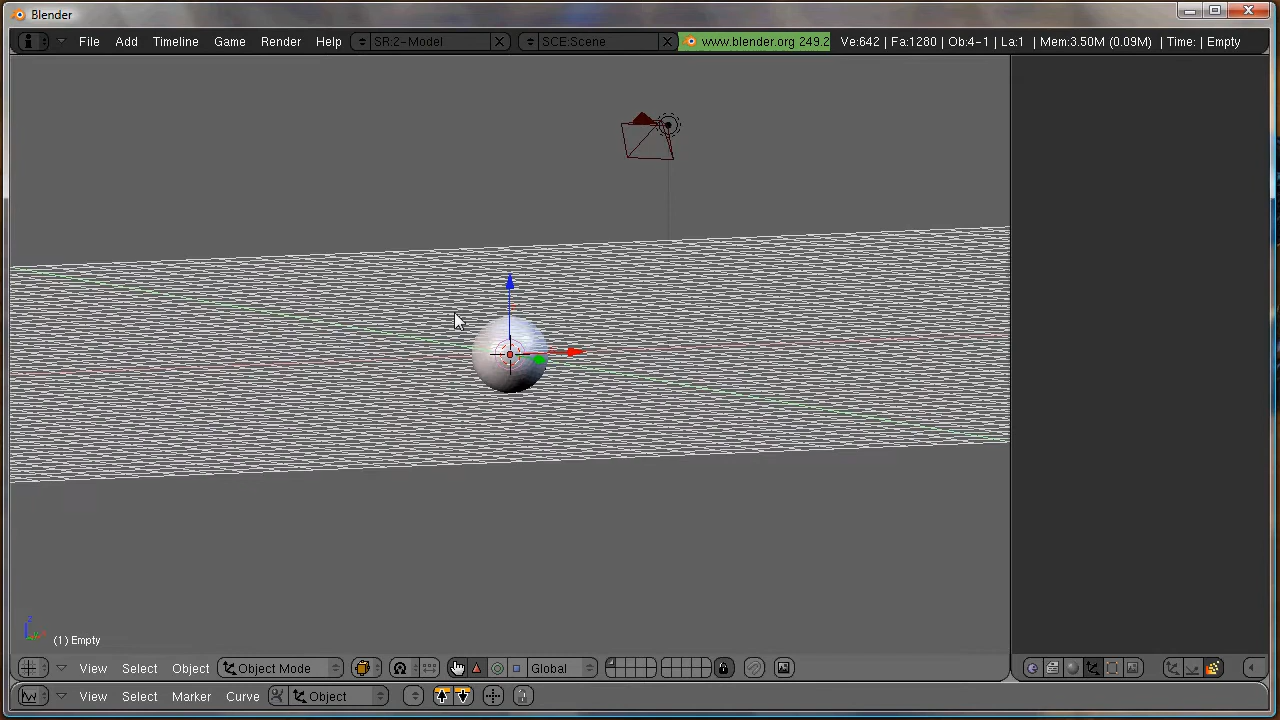 Blender
File Add Timeline Game Render Help SR:2-Model SCE:Scene www.blender.org 249.2 Ve:642 | Fa:1280 | Ob:4-1 | La:1 | Mem:3.50M (0.09M) | Time: | Empty
z
(1) Empty
View Select Object Object Mode Global
View Select Marker Curve Object